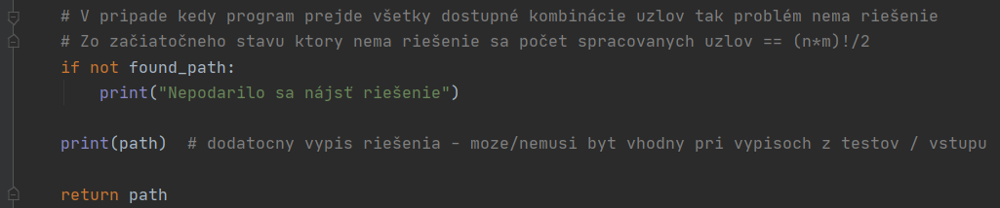 # V pripade kedy program prejde všetky dostupné kombinácie uzlov tak problém nema riešenie
# Zo začiatočneho stavu ktory nema riešenie sa počet spracovanych uzlov == (n*m)!/2
if not found_path:
    print("Nepodarilo sa nájsť riešenie")
print(path)  # dodatocny vypis riešenia - moze/nemusi byt vhodny pri vypisoch z testov / vstupu
return path